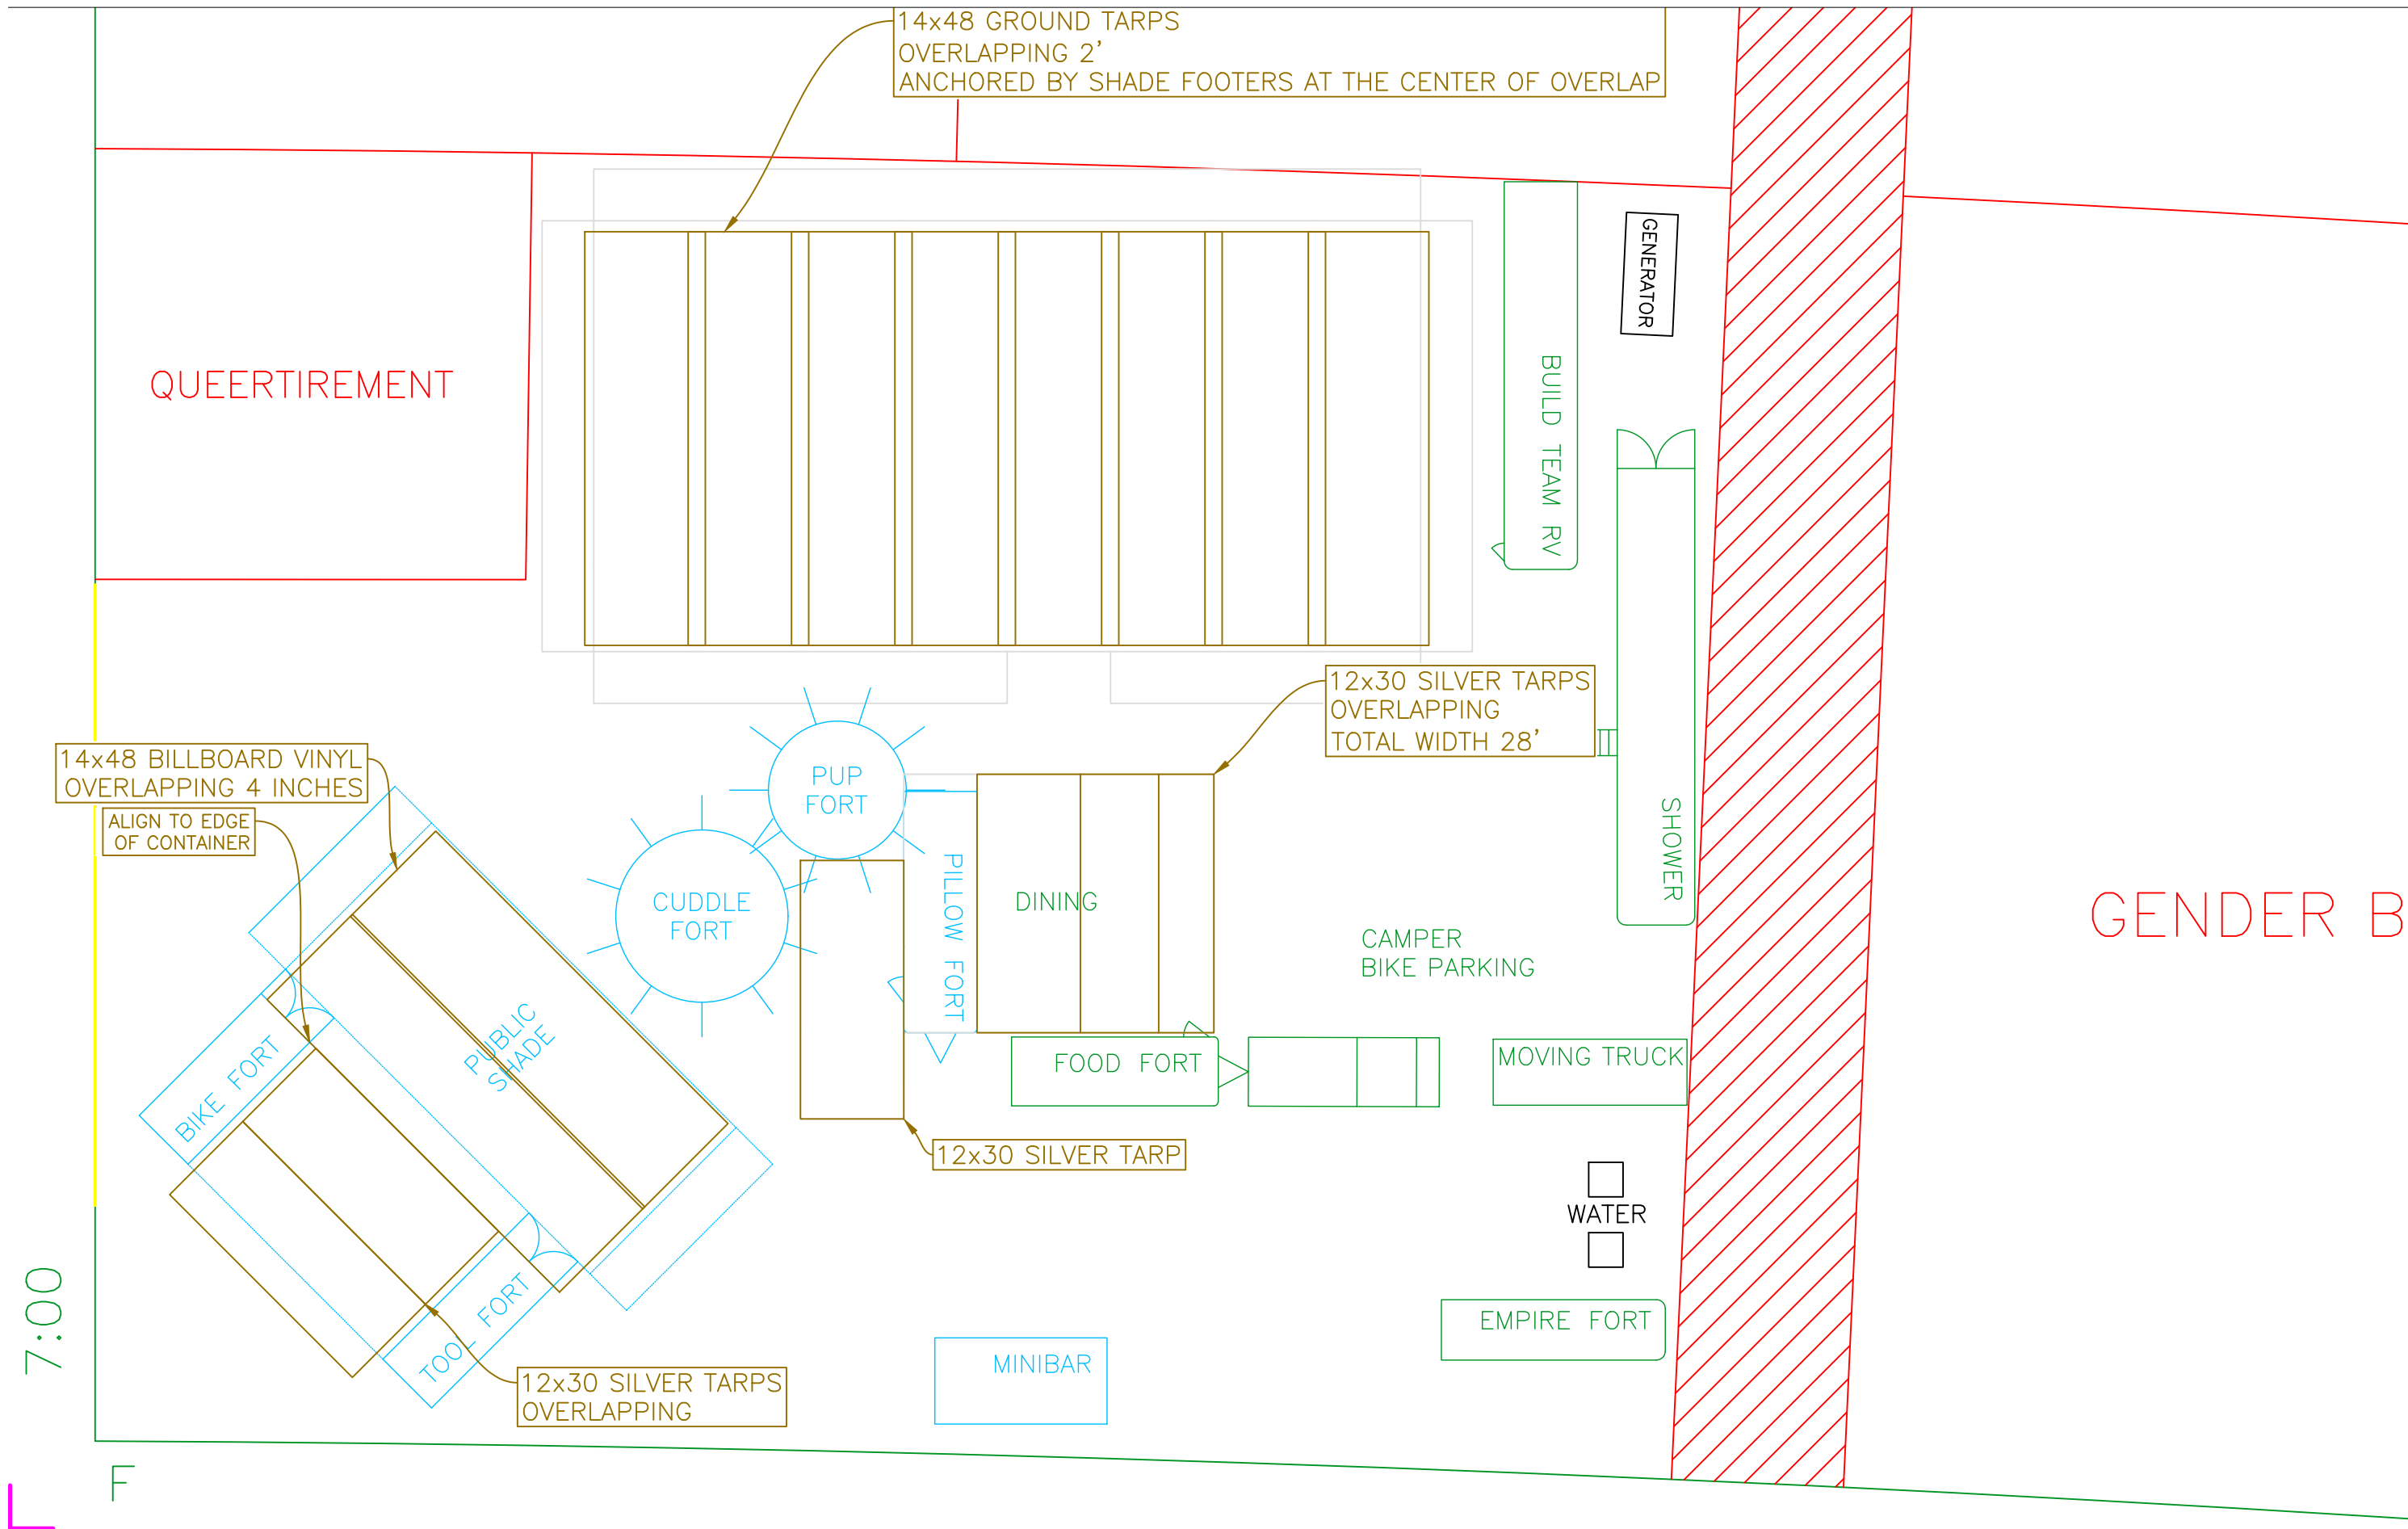 14x48 GROUND TARPS
OVERLAPPING 2'
ANCHORED BY SHADE FOOTERS AT THE CENTER OF OVERLAP
GENERATOR
QUEERTIREMENT
BUILD TEAM RV
12x30 SILVER TARPS
OVERLAPPING
TOTAL WIDTH 28'
14x48 BILLBOARD VINYL
OVERLAPPING 4 INCHES
PUP
FORT
ALIGN TO EDGE
OF CONTAINER
SHOWER
CUDDLE
FORT
PILLOW FORT
DINING
GENDER B
CAMPER
BIKE PARKING
PUBLIC
SHADE
BIKE FORT
FOOD FORT
MOVING TRUCK
12x30 SILVER TARP
WATER
7:00
TOOL FORT
EMPIRE FORT
MINIBAR
12x30 SILVER TARPS
OVERLAPPING
F